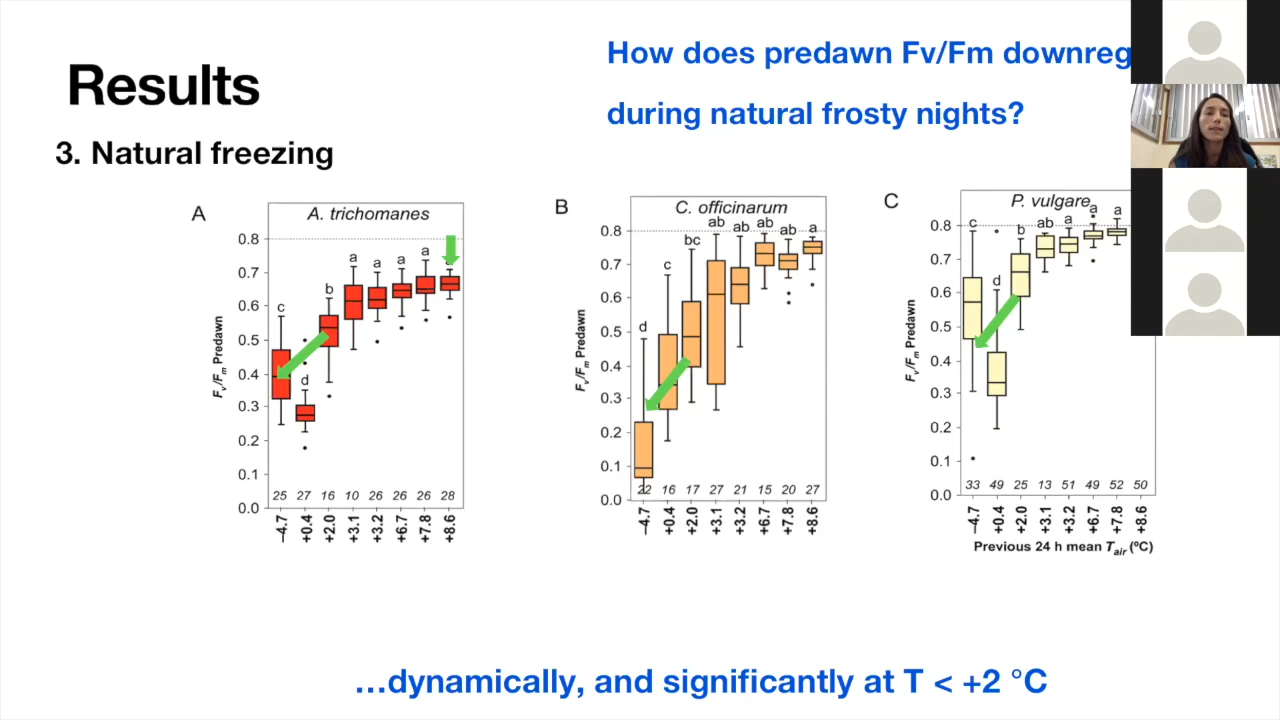 Results
How does predawn Fv/Fm downreg
during natural frosty nights?
3. Natural freezing
A
A. trichomanes
Fv/Fm Predawn
0.8
0.7
0.6
0.5
0.4
0.3
0.2
0.1
0.0
c
d
b
a
a
a
a
a
25 27 16 10 26 26 26 28
−4.7 +0.4 +2.0 +3.1 +3.2 +6.7 +7.8 +8.6
B
C. officinarum
Fv/Fm Predawn
0.8
0.7
0.6
0.5
0.4
0.3
0.2
0.1
0.0
d
c
bc
ab
ab
ab
ab
a
22 16 17 27 21 15 20 27
−4.7 +0.4 +2.0 +3.1 +3.2 +6.7 +7.8 +8.6
C
P. vulgare
Fv/Fm Predawn
0.8
0.7
0.6
0.5
0.4
0.3
0.2
0.1
0.0
c
d
b
ab
a
a
a
33 49 25 13 51 49 52 50
−4.7 +0.4 +2.0 +3.1 +3.2 +6.7 +7.8 +8.6
Previous 24 h mean Tair (ºC)
...dynamically, and significantly at T < +2 °C